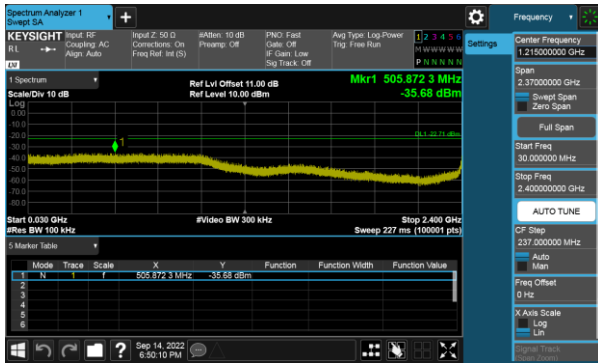 Spectrum Analyzer 1
Swept SA
+
Frequency
KEYSIGHT
RL
LXI
Input: RF
Coupling: AC
Align: Auto
Input Z: 50 Ω
Corrections: On
Freq Ref: Int (S)
#Atten: 10 dB
Preamp: Off
PNO: Fast
Gate: Off
IF Gain: Low
Sig Track: Off
Avg Type: Log-Power
Trig: Free Run
1 2 3 4 5 6
M W W W W W
P N N N N N
Settings
Center Frequency
1.215000000 GHz
Span
2.37000000 GHz
Swept Span
Zero Span
Full Span
Start Freq
30.000000 MHz
Stop Freq
2.400000000 GHz
AUTO TUNE
CF Step
237.000000 MHz
Auto
Man
Freq Offset
0 Hz
X Axis Scale
Log
Lin
Signal Track
(Span Zoom)
1 Spectrum
Scale/Div 10 dB
Ref Lvl Offset 11.00 dB
Ref Level 10.00 dBm
Mkr1 505.872 3 MHz
-35.68 dBm
Log
0.00
-10.0
-20.0
-30.0
-40.0
-50.0
-60.0
-70.0
-80.0
1
DL1 -22.71 dBm
Start 0.030 GHz
#Res BW 100 kHz
#Video BW 300 kHz
Stop 2.400 GHz
Sweep 227 ms (100001 pts)
5 Marker Table
Mode Trace Scale X Y Function Function Width Function Value
1 N 1 f 505.872 3 MHz -35.68 dBm
2
3
4
5
6
?
Sep 14, 2022
6:50:10 PM